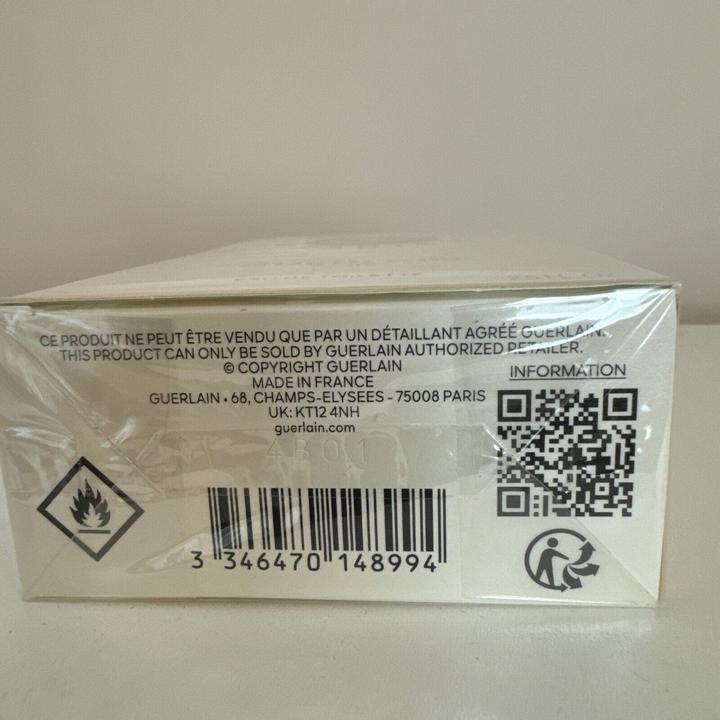 CE PRODUIT NE PEUT ÊTRE VENDU QUE PAR UN DÉTAILLANT AGRÉÉ GUERLAIN.
THIS PRODUCT CAN ONLY BE SOLD BY GUERLAIN AUTHORIZED RETAILER.
© COPYRIGHT GUERLAIN
MADE IN FRANCE
GUERLAIN • 68, CHAMPS-ELYSEES - 75008 PARIS
UK: KT12 4NH
guerlain.com
4B01
INFORMATION
3 346470 148994